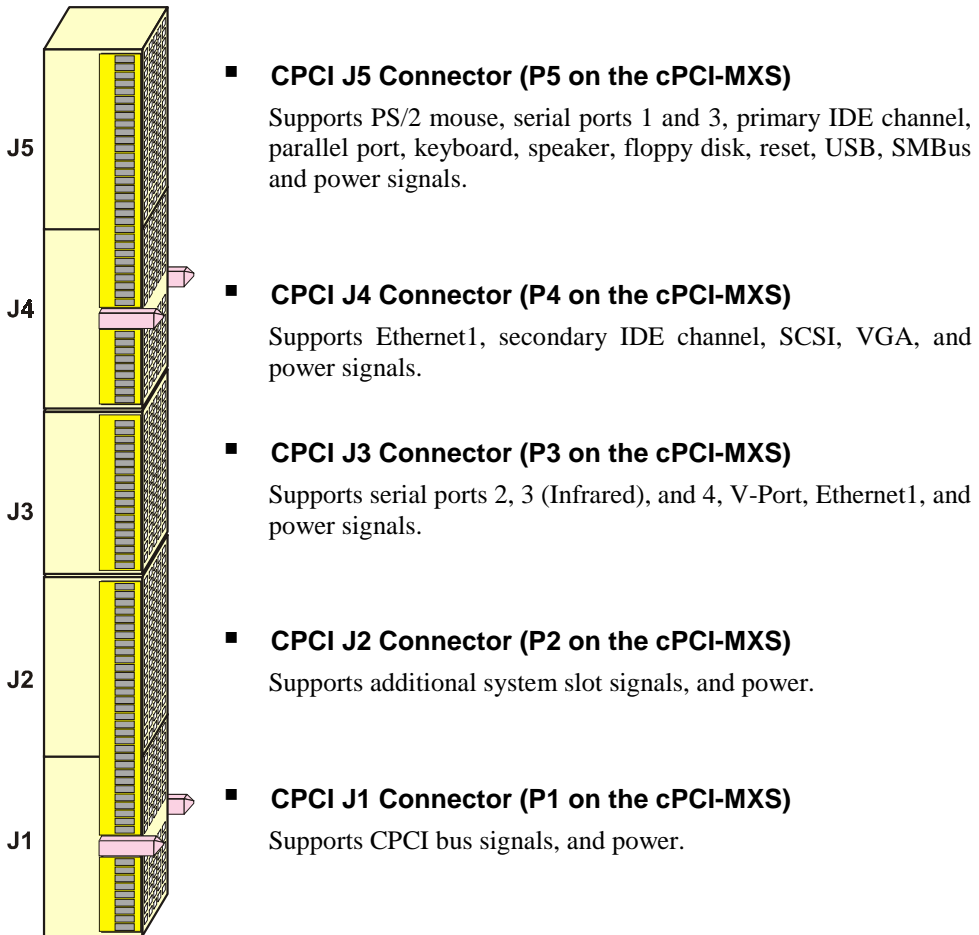 J5
■ CPCI J5 Connector (P5 on the cPCI-MXS)
Supports PS/2 mouse, serial ports 1 and 3, primary IDE channel,
parallel port, keyboard, speaker, floppy disk, reset, USB, SMBus
and power signals.
J4
■ CPCI J4 Connector (P4 on the cPCI-MXS)
Supports Ethernet1, secondary IDE channel, SCSI, VGA, and
power signals.
J3
■ CPCI J3 Connector (P3 on the cPCI-MXS)
Supports serial ports 2, 3 (Infrared), and 4, V-Port, Ethernet1, and
power signals.
J2
■ CPCI J2 Connector (P2 on the cPCI-MXS)
Supports additional system slot signals, and power.
J1
■ CPCI J1 Connector (P1 on the cPCI-MXS)
Supports CPCI bus signals, and power.